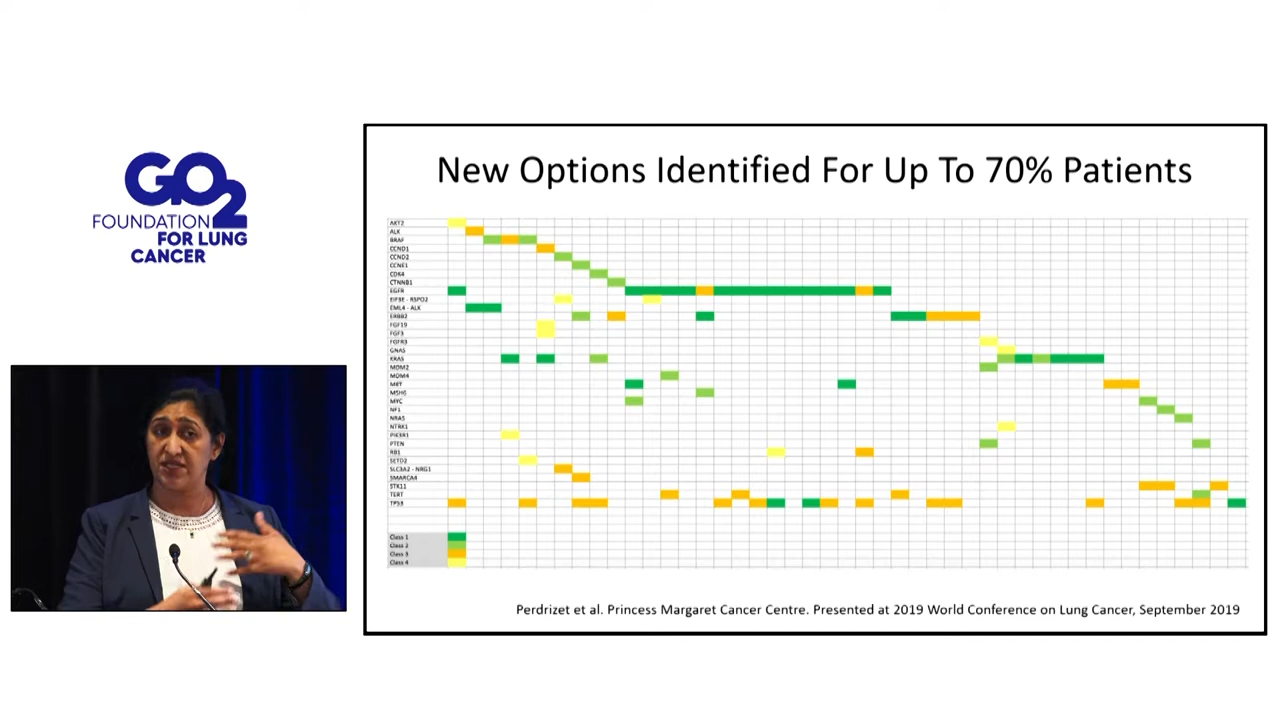 GO2
FOUNDATION
FOR LUNG
CANCER
New Options Identified For Up To 70% Patients
AKT2
ALK
BRAF
CCND1
CCND2
CCNE1
CDK4
CTNNB1
EGFR
EIF3E - RSPO2
EML4 - ALK
ERBB2
FGF19
FGF3
FGFR3
GNAS
KRAS
MDM2
MDM4
MET
MSH6
MYC
NF1
NRAS
NTRK1
PIK3R1
PTEN
RB1
SETD2
SLC3A2 - NRG1
SMARCA4
STK11
TERT
TP53
Class 1
Class 2
Class 3
Class 4
Perdrizet et al. Princess Margaret Cancer Centre. Presented at 2019 World Conference on Lung Cancer, September 2019